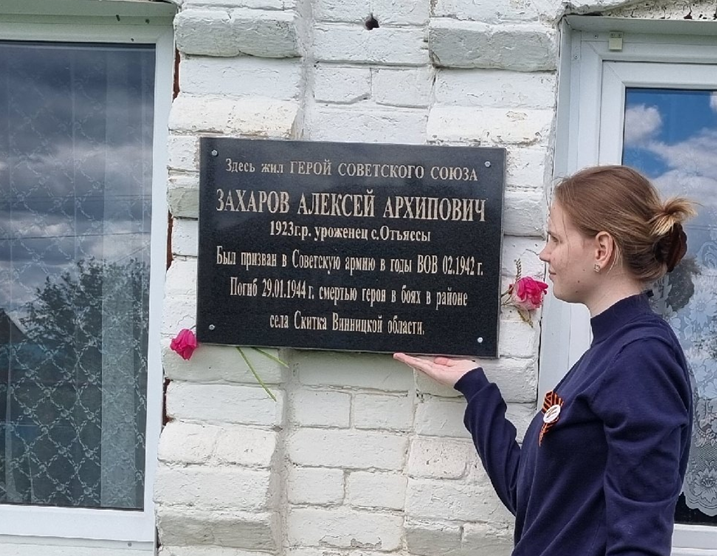 Здесь жил ГЕРОЙ СОВЕТСКОГО СОЮЗА
ЗАХАРОВ АЛЕКСЕЙ АРХИПОВИЧ
1923г.р. уроженец с.Отъяссы
Был призван в Советскую армию в годы ВОВ 02.1942 г.
Погиб 29.01.1944 г. смертью героя в боях в районе
села Скитка Винницкой области.